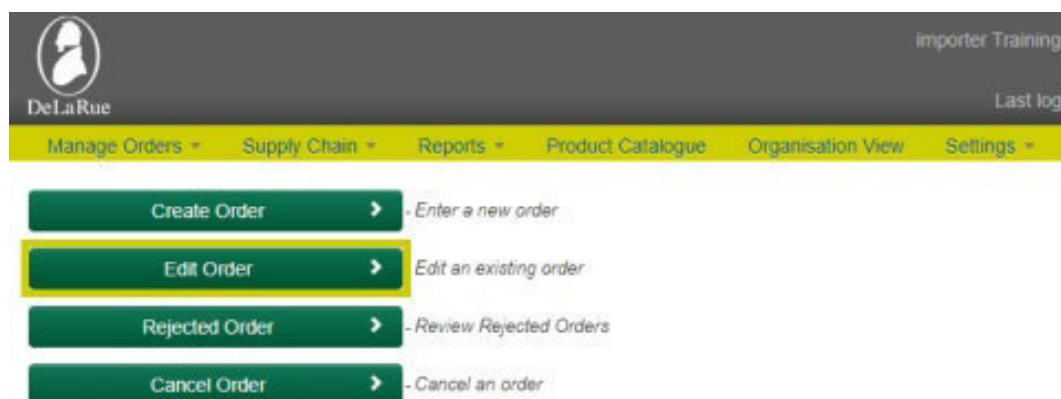 importer Training
DeLaRue
Last log
Manage Orders Supply Chain Reports Product Catalogue Organisation View Settings
Create Order - Enter a new order
Edit Order Edit an existing order
Rejected Order - Review Rejected Orders
Cancel Order - Cancel an order